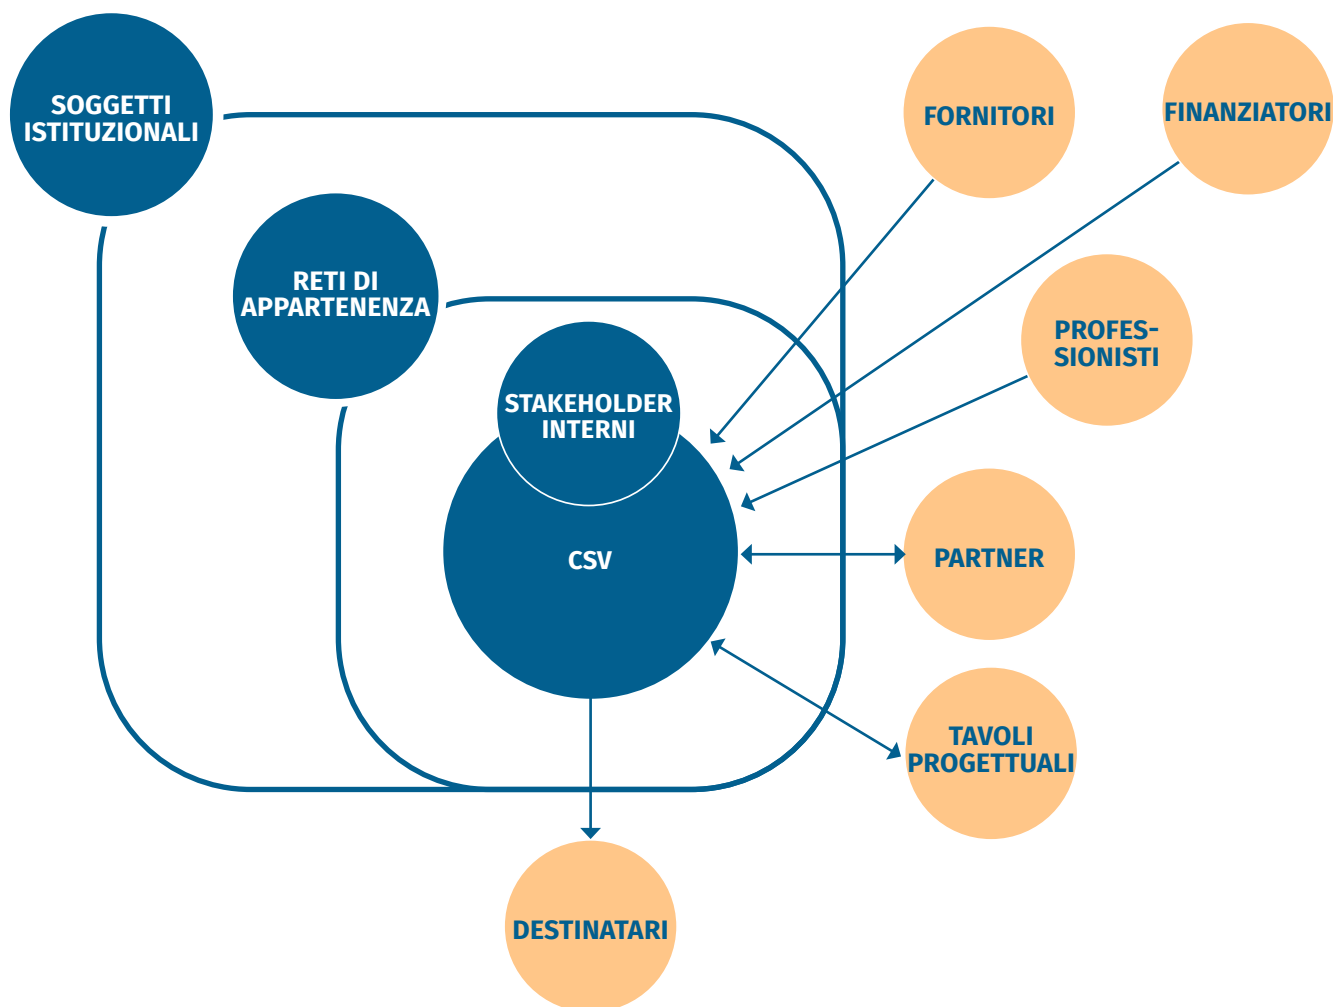 SOGGETTI
ISTITUZIONALI
FORNITORI
FINANZIATORI
RETI DI
APPARTENENZA
PROFES-
SIONISTI
STAKEHOLDER
INTERNI
CSV
PARTNER
TAVOLI
PROGETTUALI
DESTINATARI